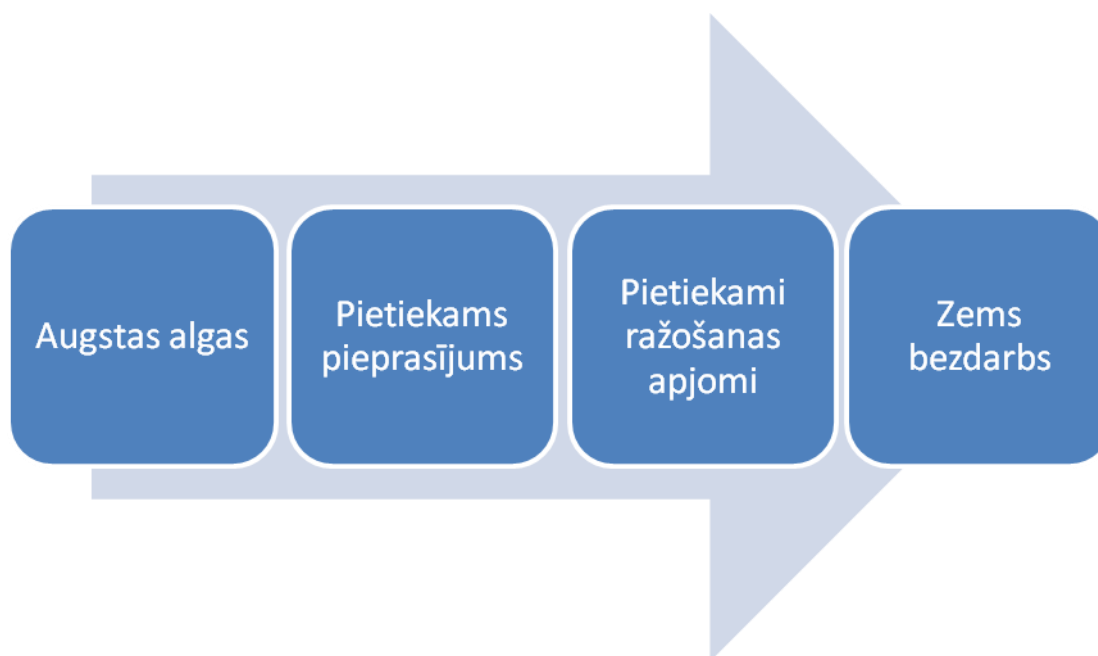 Augstas algas
Pietiekams
pieprasījums
Pietiekami
ražošanas
apjomi
Zems
bezdarbs